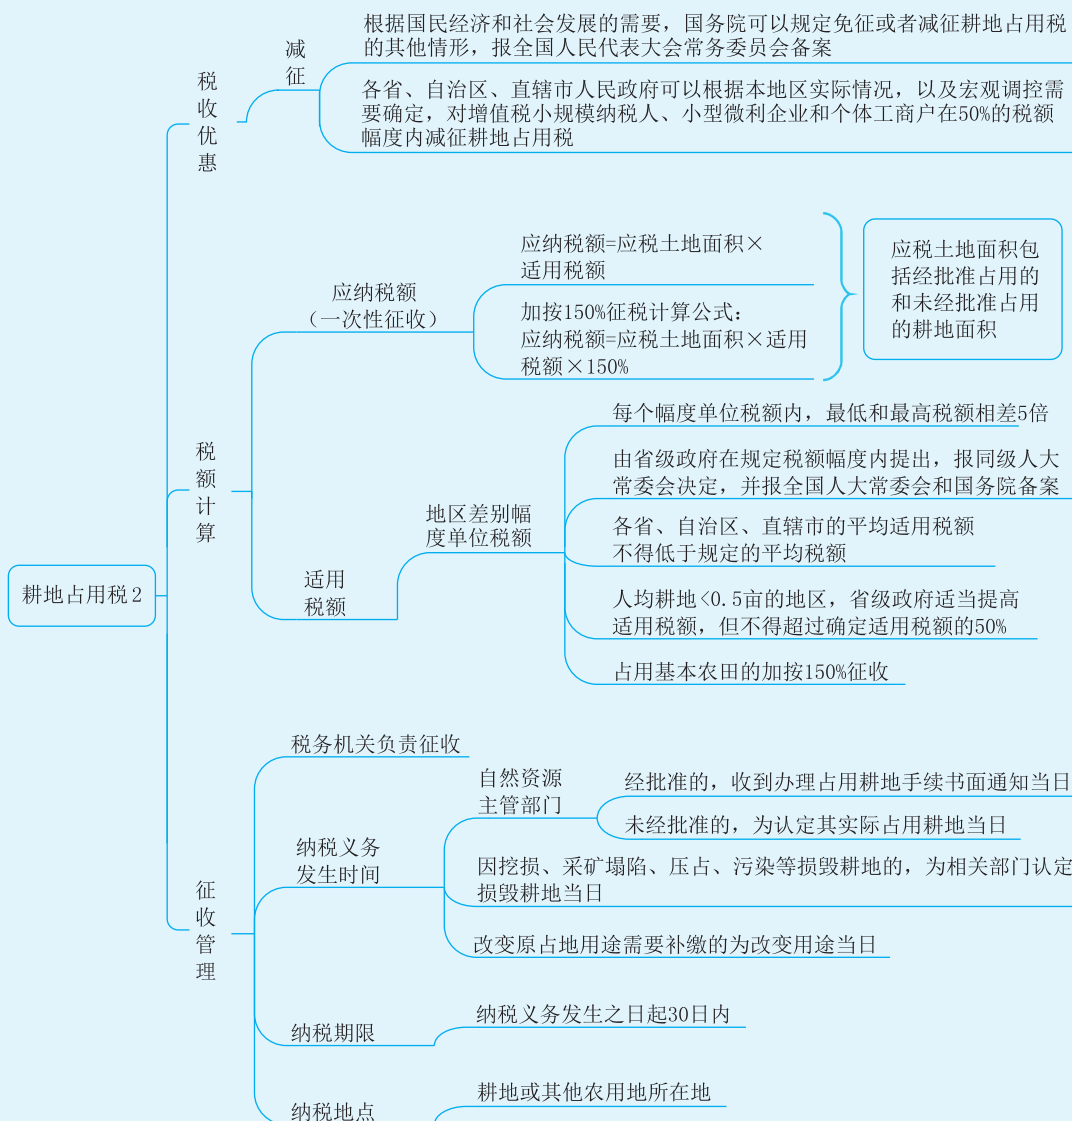 耕地占用税2
税收优惠
减征
根据国民经济和社会发展的需要，国务院可以规定免征或者减征耕地占用税
的其他情形，报全国人民代表大会常务委员会备案
各省、自治区、直辖市人民政府可以根据本地区实际情况，以及宏观调控需
要确定，对增值税小规模纳税人、小型微利企业和个体工商户在50%的税额
幅度内减征耕地占用税
税额计算
应纳税额
（一次性征收）
应纳税额=应税土地面积×
适用税额
加按150%征税计算公式：
应纳税额=应税土地面积×适用
税额×150%
应税土地面积包
括经批准占用的
和未经批准占用
的耕地面积
适用
税额
地区差别幅
度单位税额
每个幅度单位税额内，最低和最高税额相差5倍
由省级政府在规定税额幅度内提出，报同级人大
常委会决定，并报全国人大常委会和国务院备案
各省、自治区、直辖市的平均适用税额
不得低于规定的平均税额
人均耕地<0.5亩的地区，省级政府适当提高
适用税额，但不得超过确定适用税额的50%
占用基本农田的加按150%征收
征收管理
税务机关负责征收
纳税义务
发生时间
自然资源
主管部门
经批准的，收到办理占用耕地手续书面通知当日
未经批准的，为认定其实际占用耕地当日
因挖损、采矿塌陷、压占、污染等损毁耕地的，为相关部门认定
损毁耕地当日
改变原占地用途需要补缴的为改变用途当日
纳税期限
纳税义务发生之日起30日内
纳税地点
耕地或其他农用地所在地